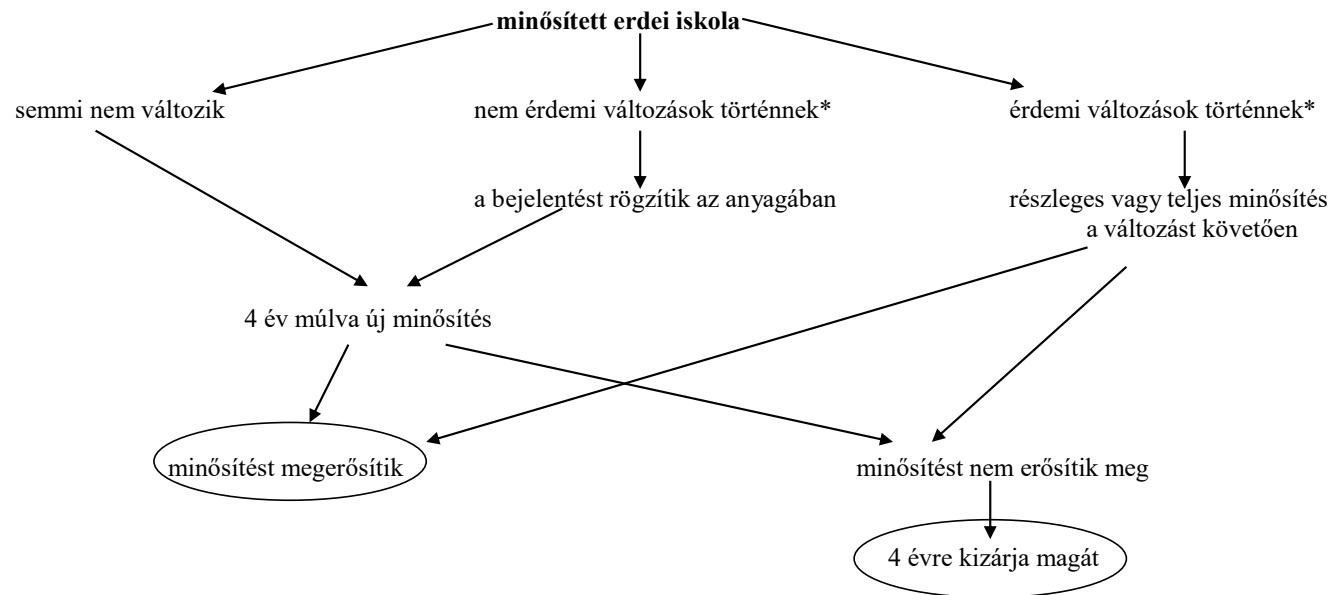 minősített erdei iskola
semmi nem változik
nem érdemi változások történnek*
érdemi változások történnek*
a bejelentést rögzítik az anyagában
részleges vagy teljes minősítés
a változást követően
4 év múlva új minősítés
minősítést megerősítik
minősítést nem erősítik meg
4 évre kizárja magát